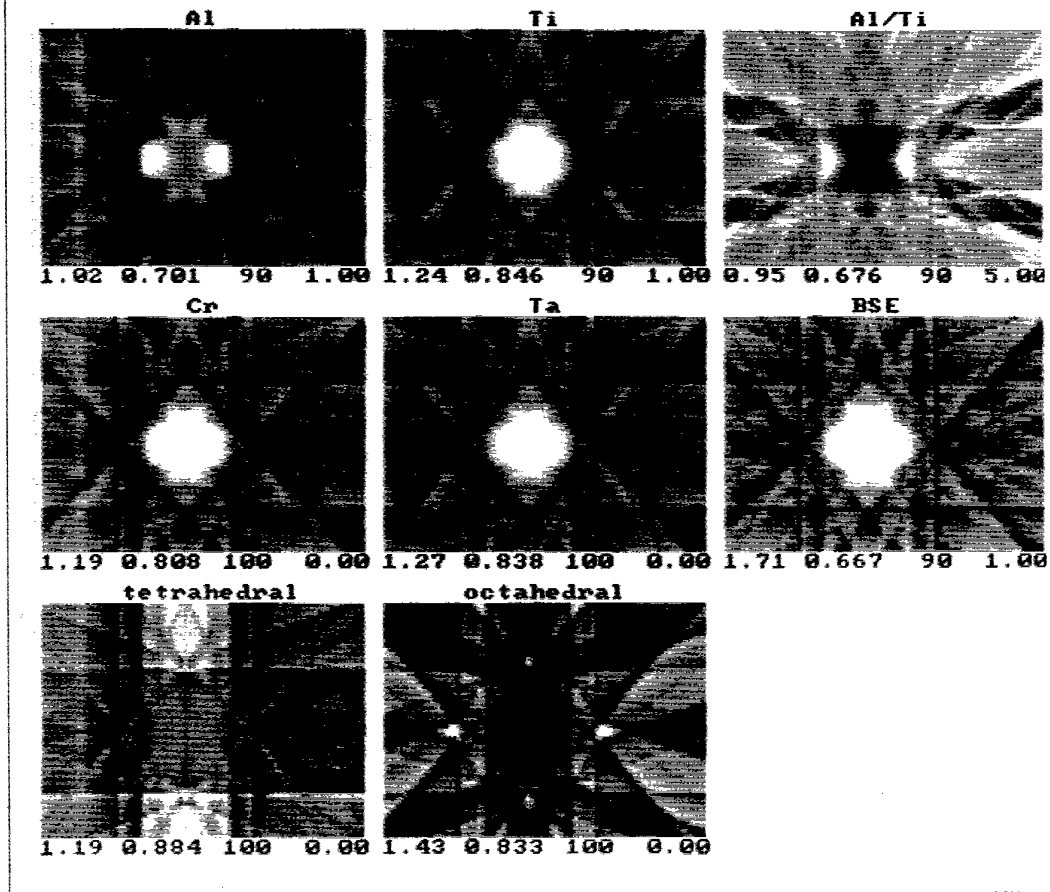 Al Ti Al/Ti
1.02 0.701 90 1.00 1.24 0.846 90 1.00 0.95 0.676 90 5.00
Cr Ta BSE
1.19 0.808 100 0.00 1.27 0.838 100 0.00 1.71 0.667 90 1.00
tetrahedral octahedral
1.19 0.884 100 0.00 1.43 0.833 100 0.00